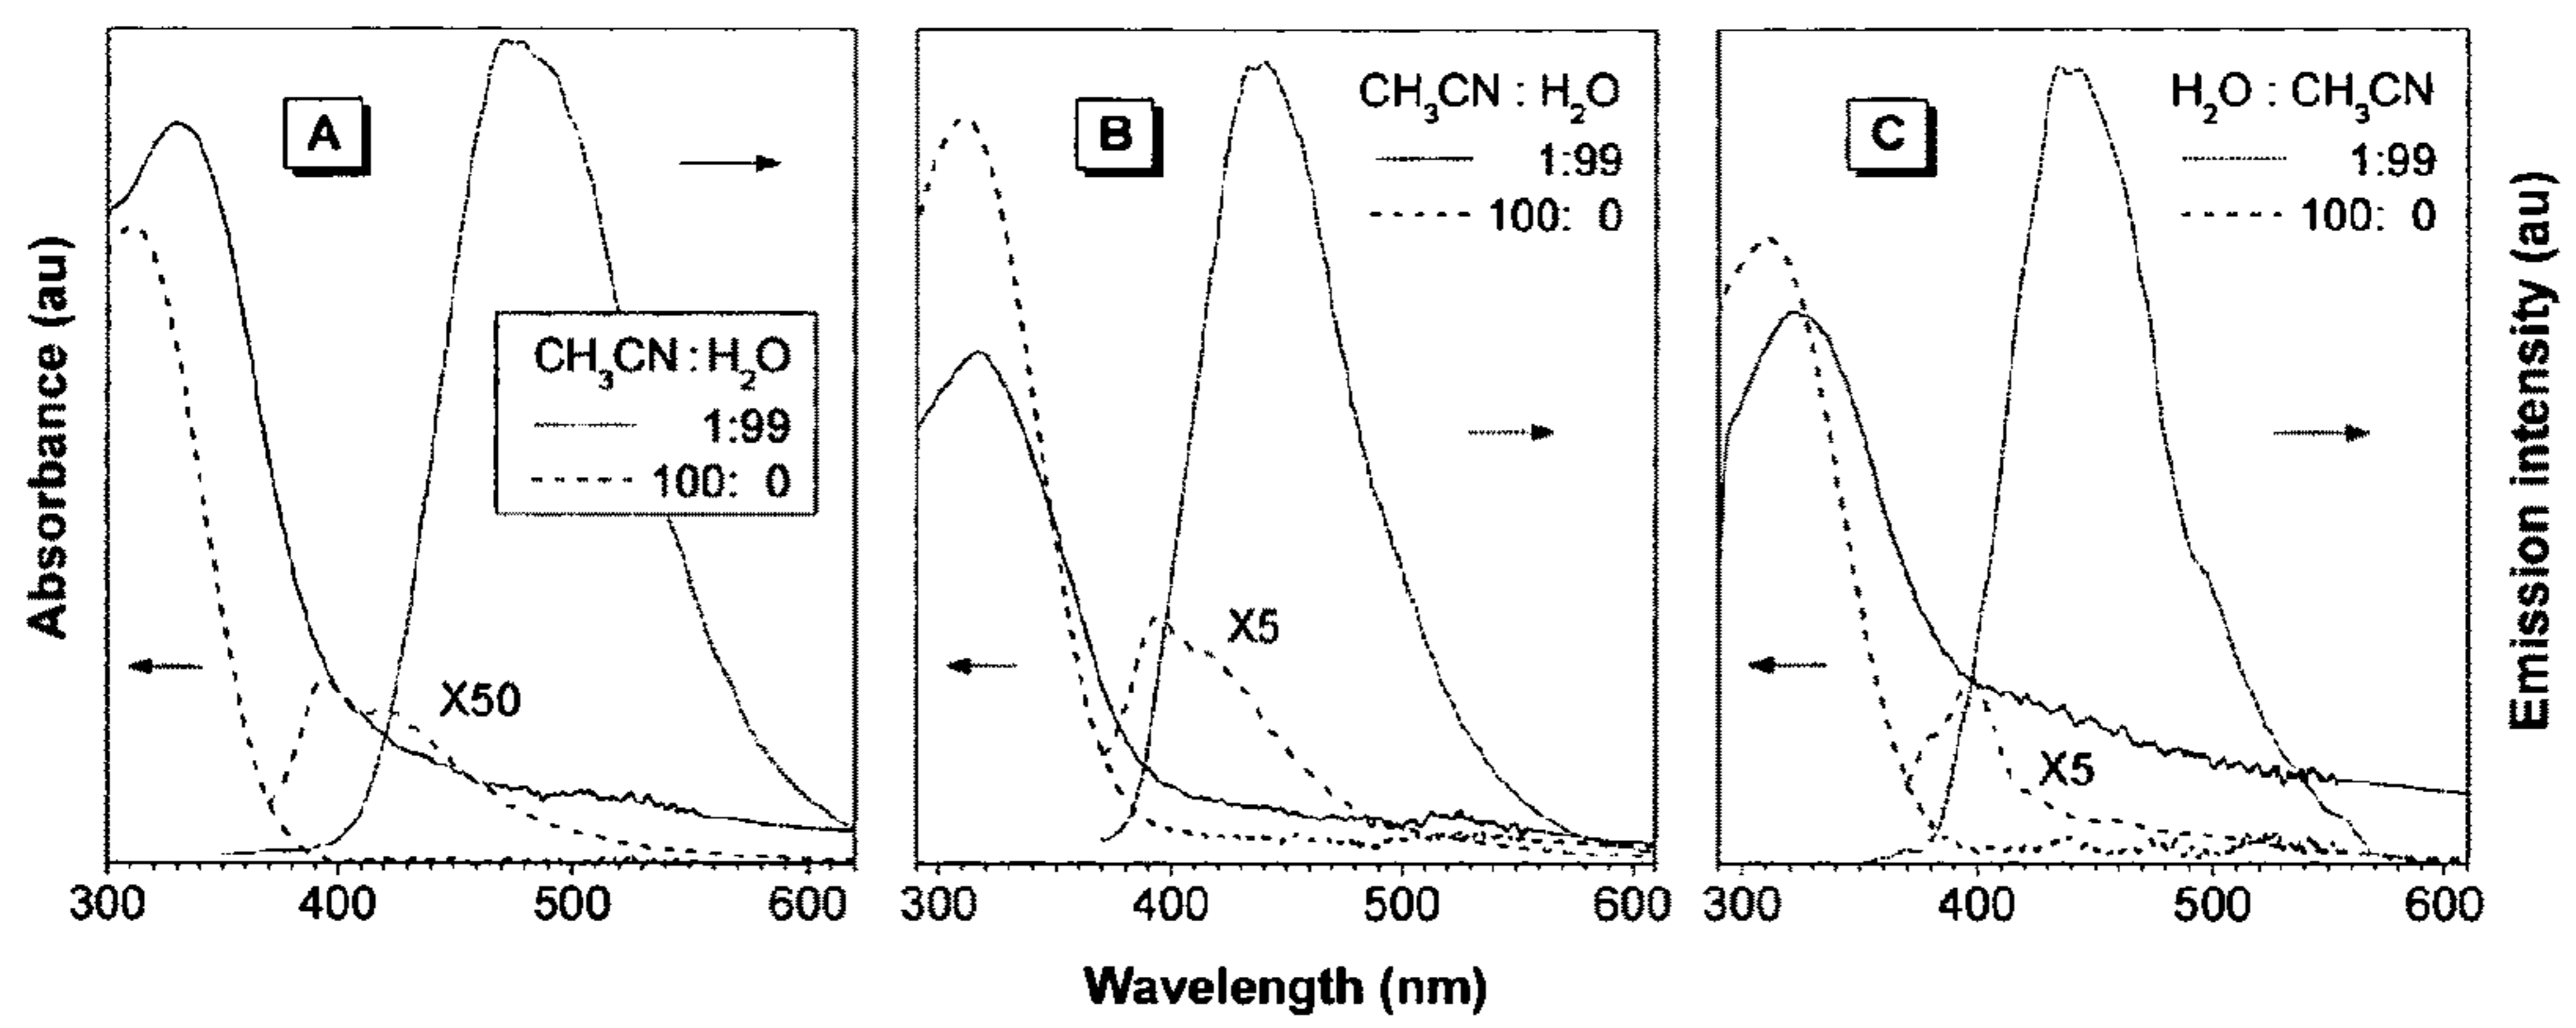 Absorbance (au)
A
CH₃CN : H₂O
1:99
100: 0
X50
300 400 500 600
B
CH₃CN : H₂O
1:99
100: 0
X5
300 400 500 600
C
H₂O : CH₃CN
1:99
100: 0
X5
300 400 500 600
Emission intensity (au)
Wavelength (nm)